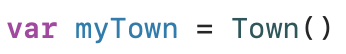 var myTown = Town()